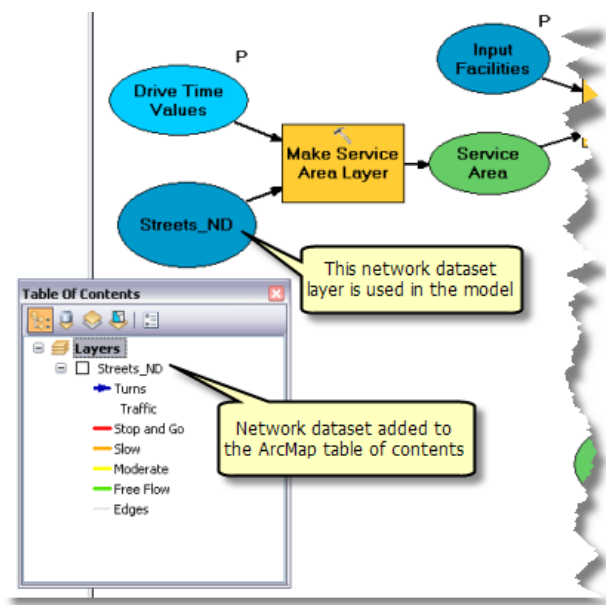 P
Input
Facilities
P
Drive Time
Values
Make Service
Area Layer
Service
Area
Streets_ND
This network dataset
layer is used in the model
Table Of Contents
Layers
Streets_ND
Turns
Traffic
Stop and Go
Slow
Moderate
Free Flow
Edges
Network dataset added to
the ArcMap table of contents